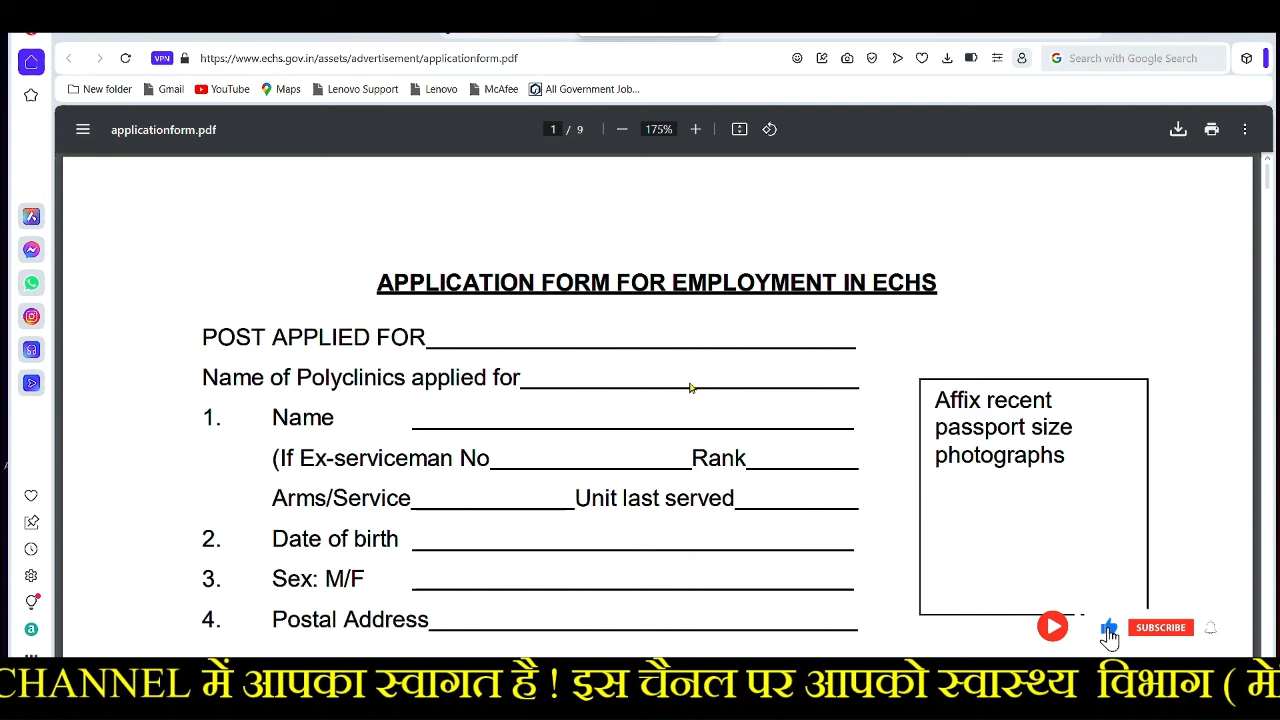 VPN https://www.echs.gov.in/assets/advertisement/applicationform.pdf Search with Google Search
New folder Gmail YouTube Maps Lenovo Support Lenovo McAfee All Government Job...
applicationform.pdf 1 / 9 175%
APPLICATION FORM FOR EMPLOYMENT IN ECHS
POST APPLIED FOR
Name of Polyclinics applied for
Affix recent
passport size
photographs
1. Name
(If Ex-serviceman No Rank
Arms/Service Unit last served
2. Date of birth
3. Sex: M/F
4. Postal Address
SUBSCRIBE
CHANNEL में आपका स्वागत है ! इस चैनल पर आपको स्वास्थ्य विभाग ( मे